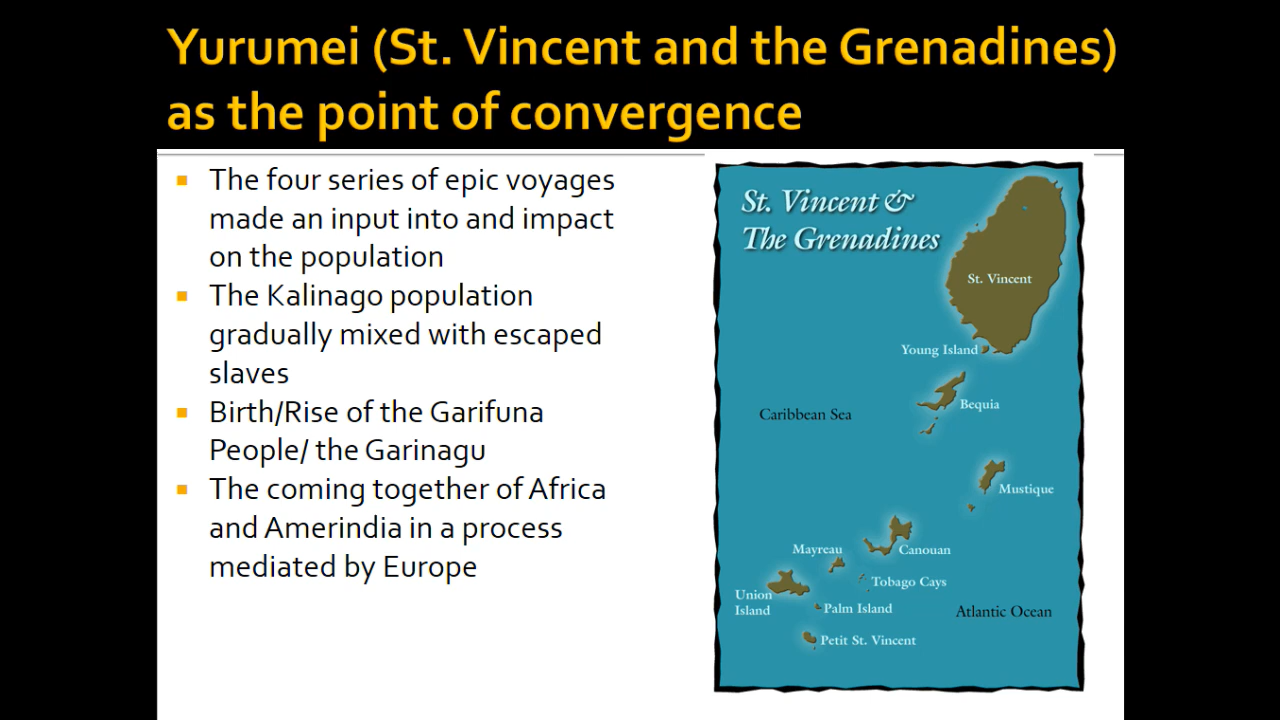 Yurumei (St. Vincent and the Grenadines)
as the point of convergence
The four series of epic voyages
made an input into and impact
on the population
The Kalinago population
gradually mixed with escaped
slaves
Birth/Rise of the Garifuna
People/ the Garinagu
The coming together of Africa
and Amerindia in a process
mediated by Europe
St. Vincent &
The Grenadines
St. Vincent
Young Island
Bequia
Caribbean Sea
Mustique
Mayreau
Canouan
Tobago Cays
Union
Island
Palm Island
Atlantic Ocean
Petit St. Vincent